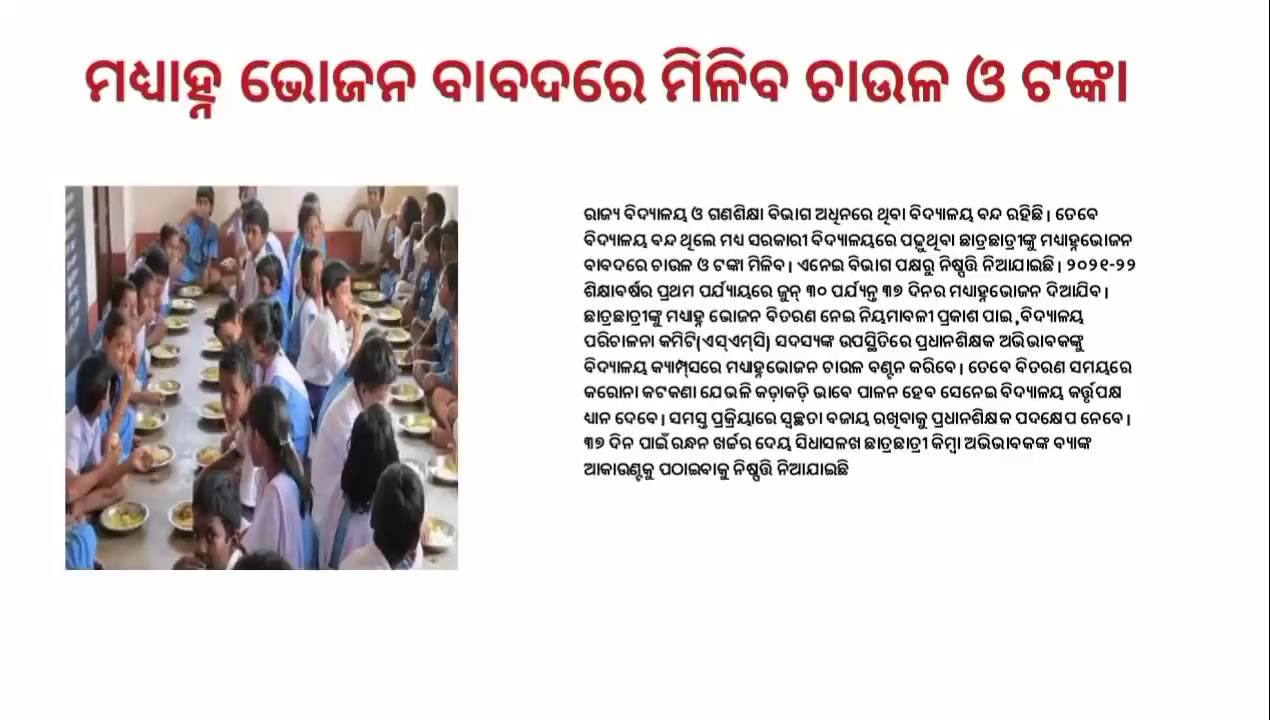 ମଧ୍ୟାହ୍ନ ଭୋଜନ ବାବଦରେ ମିଳିବ ଚାଉଳ ଓ ଟଙ୍କା
ରାଜ୍ୟ ବିଦ୍ୟାଳୟ ଓ ଗଣଶିକ୍ଷା ବିଭାଗ ଅଧିନରେ ଥିବା ବିଦ୍ୟାଳୟ ବନ୍ଦ ରହିଛି। ତେବେ
ବିଦ୍ୟାଳୟ ବନ୍ଦ ଥିଲେ ମଧ୍ୟ ସରକାରୀ ବିଦ୍ୟାଳୟରେ ପଢ଼ୁଥିବା ଛାତ୍ରଛାତ୍ରୀଙ୍କୁ ମଧ୍ୟାହ୍ନଭୋଜନ
ବାବଦରେ ଚାଉଳ ଓ ଟଙ୍କା ମିଳିବ। ଏନେଇ ବିଭାଗ ପକ୍ଷରୁ ନିଷ୍ପତ୍ତି ନିଆଯାଇଛି। ୨୦୨୧-୨୨
ଶିକ୍ଷାବର୍ଷର ପ୍ରଥମ ପର୍ଯ୍ୟାୟରେ ଜୁନ୍ ୩୦ ପର୍ଯ୍ୟନ୍ତ ୩୭ ଦିନର ମଧ୍ୟାହ୍ନଭୋଜନ ଦିଆଯିବ।
ଛାତ୍ରଛାତ୍ରୀଙ୍କୁ ମଧ୍ୟାହ୍ନ ଭୋଜନ ବିତରଣ ନେଇ ନିୟମାବଳୀ ପ୍ରକାଶ ପାଇ,ବିଦ୍ୟାଳୟ
ପରିଚାଳନା କମିଟି(ଏସ୍ଏମ୍ସି) ସଦସ୍ୟଙ୍କ ଉପସ୍ଥିତିରେ ପ୍ରଧାନଶିକ୍ଷକ ଅଭିଭାବକଙ୍କୁ
ବିଦ୍ୟାଳୟ କ୍ୟାମ୍ପ୍ସରେ ମଧ୍ୟାହ୍ନଭୋଜନ ଚାଉଳ ବଣ୍ଟନ କରିବେ। ତେବେ ବିତରଣ ସମୟରେ
କରୋନା କଟକଣା ଯେଭଳି କଡ଼ାକଡ଼ି ଭାବେ ପାଳନ ହେବ ସେନେଇ ବିଦ୍ୟାଳୟ କର୍ତ୍ତୃପକ୍ଷ
ଧ୍ୟାନ ଦେବେ। ସମସ୍ତ ପ୍ରକ୍ରିୟାରେ ସ୍ୱଚ୍ଛତା ବଜାୟ ରଖିବାକୁ ପ୍ରଧାନଶିକ୍ଷକ ପଦକ୍ଷେପ ନେବେ।
୩୭ ଦିନ ପାଇଁ ରନ୍ଧନ ଖର୍ଚ୍ଚର ଦେୟ ସିଧାସଳଖ ଛାତ୍ରଛାତ୍ରୀ କିମ୍ବା ଅଭିଭାବକଙ୍କ ବ୍ୟାଙ୍କ
ଆକାଉଣ୍ଟକୁ ପଠାଇବାକୁ ନିଷ୍ପତ୍ତି ନିଆଯାଇଛି